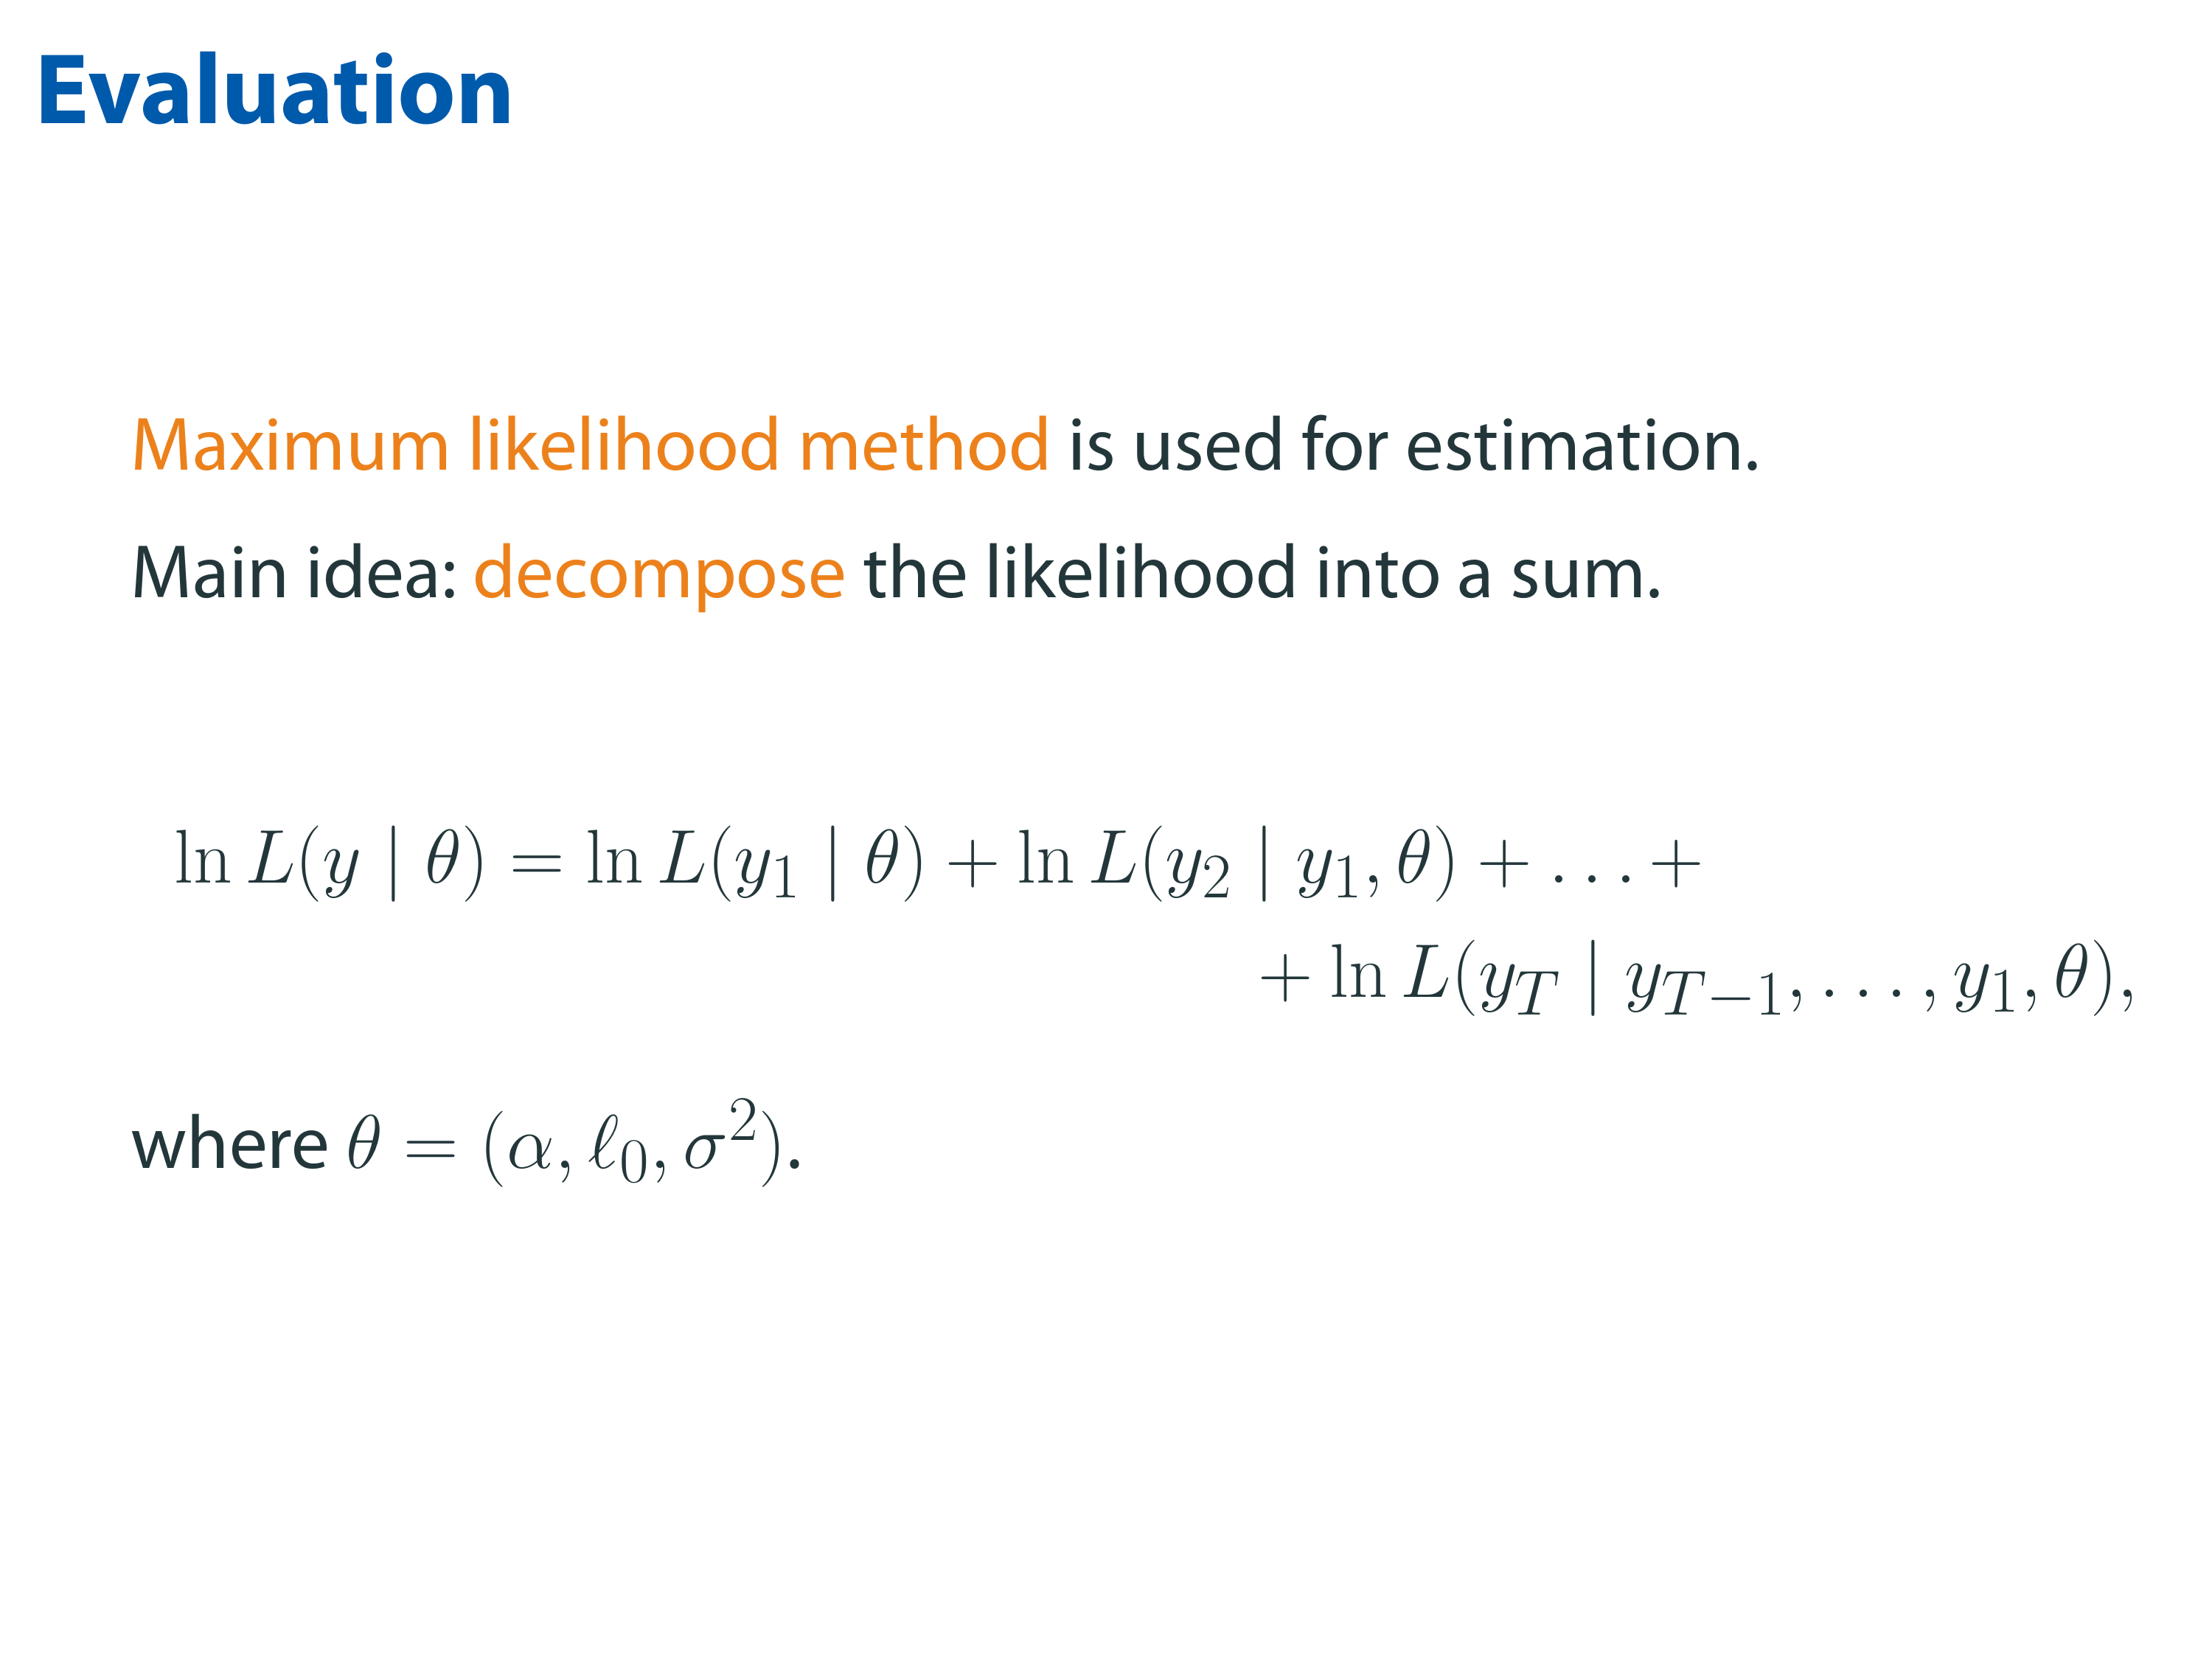 Evaluation
Maximum likelihood method is used for estimation.
Main idea: decompose the likelihood into a sum.
ln L(y | θ) = ln L(y₁ | θ) + ln L(y₂ | y₁, θ) + … +
+ ln L(y_T | y_{T−1}, …, y₁, θ),
where θ = (α, ℓ₀, σ²).